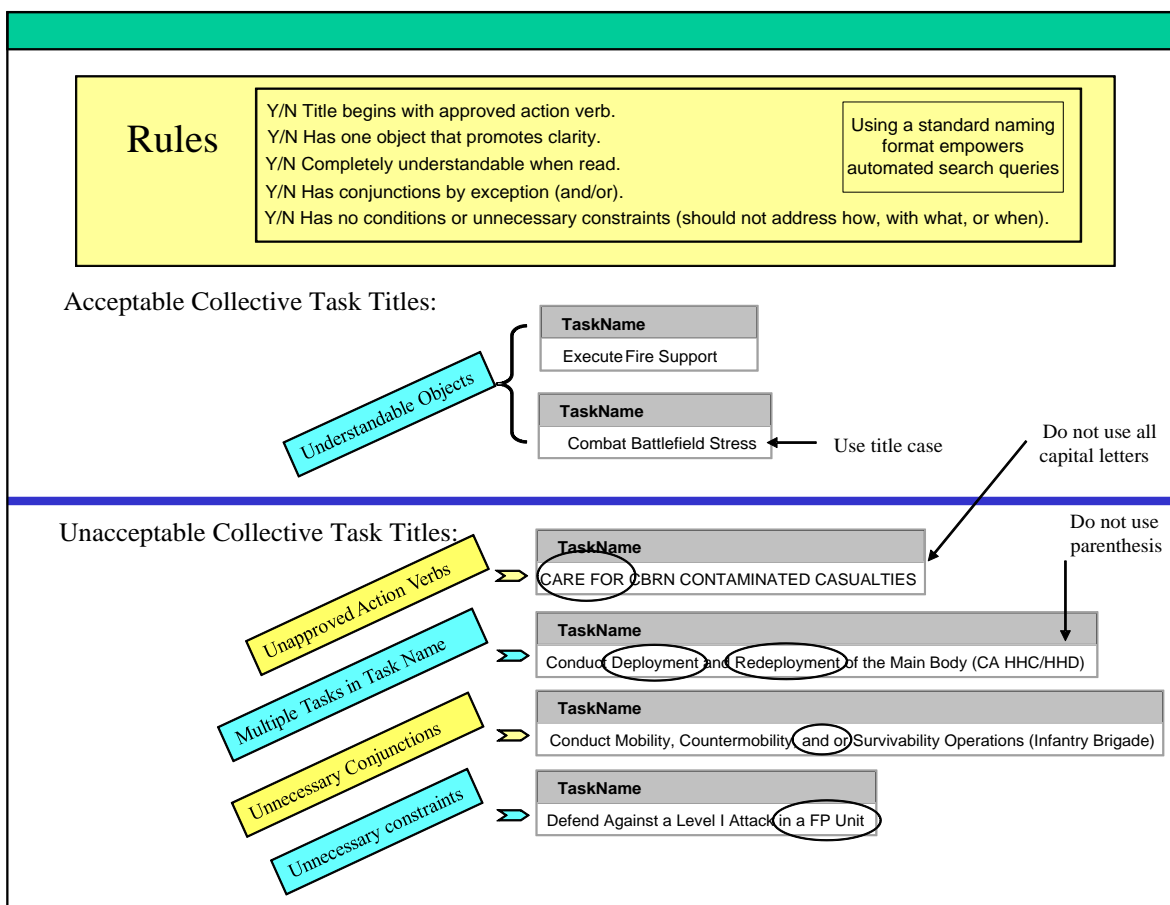 Rules
Y/N Title begins with approved action verb.
Y/N Has one object that promotes clarity.
Y/N Completely understandable when read.
Y/N Has conjunctions by exception (and/or).
Y/N Has no conditions or unnecessary constraints (should not address how, with what, or when).
Using a standard naming
format empowers
automated search queries
Acceptable Collective Task Titles:
Understandable Objects
TaskName
Execute Fire Support
TaskName
Combat Battlefield Stress
Use title case
Do not use all
capital letters
Unacceptable Collective Task Titles:
Do not use
parenthesis
Unapproved Action Verbs
TaskName
CARE FOR CBRN CONTAMINATED CASUALTIES
Multiple Tasks in Task Name
TaskName
Conduct Deployment and Redeployment of the Main Body (CA HHC/HHD)
Unnecessary Conjunctions
TaskName
Conduct Mobility, Countermobility, and or Survivability Operations (Infantry Brigade)
Unnecessary constraints
TaskName
Defend Against a Level I Attack in a FP Unit